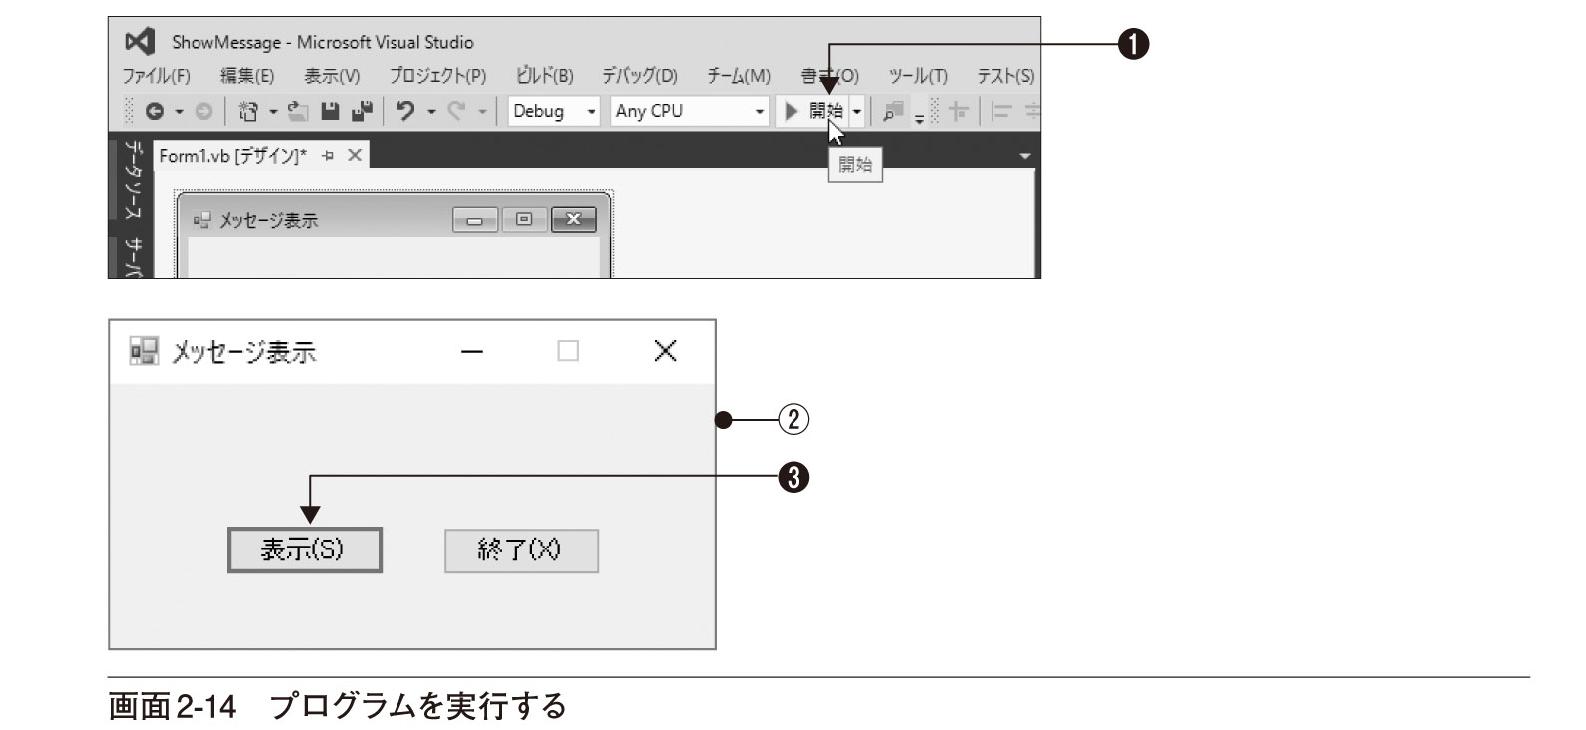 ShowMessage - Microsoft Visual Studio
❶
ファイル(F) 編集(E) 表示(V) プロジェクト(P) ビルド(B) デバッグ(D) チーム(M) 書式(O) ツール(T) テスト(S)
Debug Any CPU 開始
データソース
Form1.vb [デザイン]*
開始
メッセージ表示
サーバ
メッセージ表示
②
❸
表示(S) 終了(X)
画面2-14 プログラムを実行する